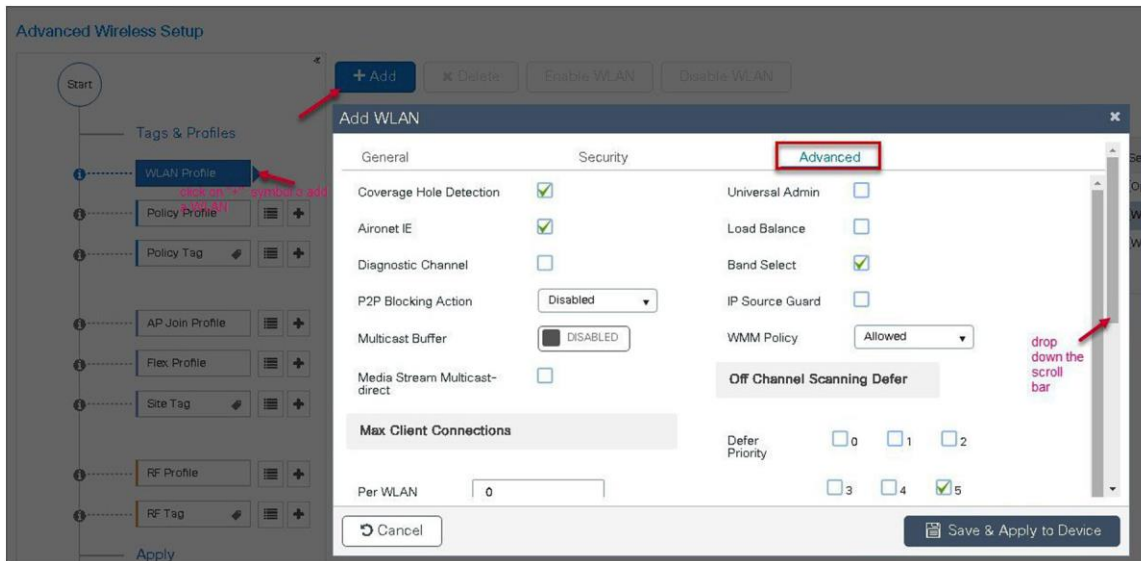 Advanced Wireless Setup
Start
+ Add
✖ Delete
Enable WLAN
Disable WLAN
Tags & Profiles
WLAN Profile
click on "+" symbol o add
a WLAN
Policy Profile
Policy Tag
AP Join Profile
Flex Profile
Site Tag
RF Profile
RF Tag
Apply
Add WLAN
General
Security
Advanced
Coverage Hole Detection
Universal Admin
Aironet IE
Load Balance
Diagnostic Channel
Band Select
P2P Blocking Action
Disabled
IP Source Guard
Multicast Buffer
DISABLED
WMM Policy
Allowed
Media Stream Multicast-
direct
Off Channel Scanning Defer
Max Client Connections
Defer
Priority
0
1
2
Per WLAN
0
3
4
5
drop
down the
scroll
bar
Cancel
Save & Apply to Device